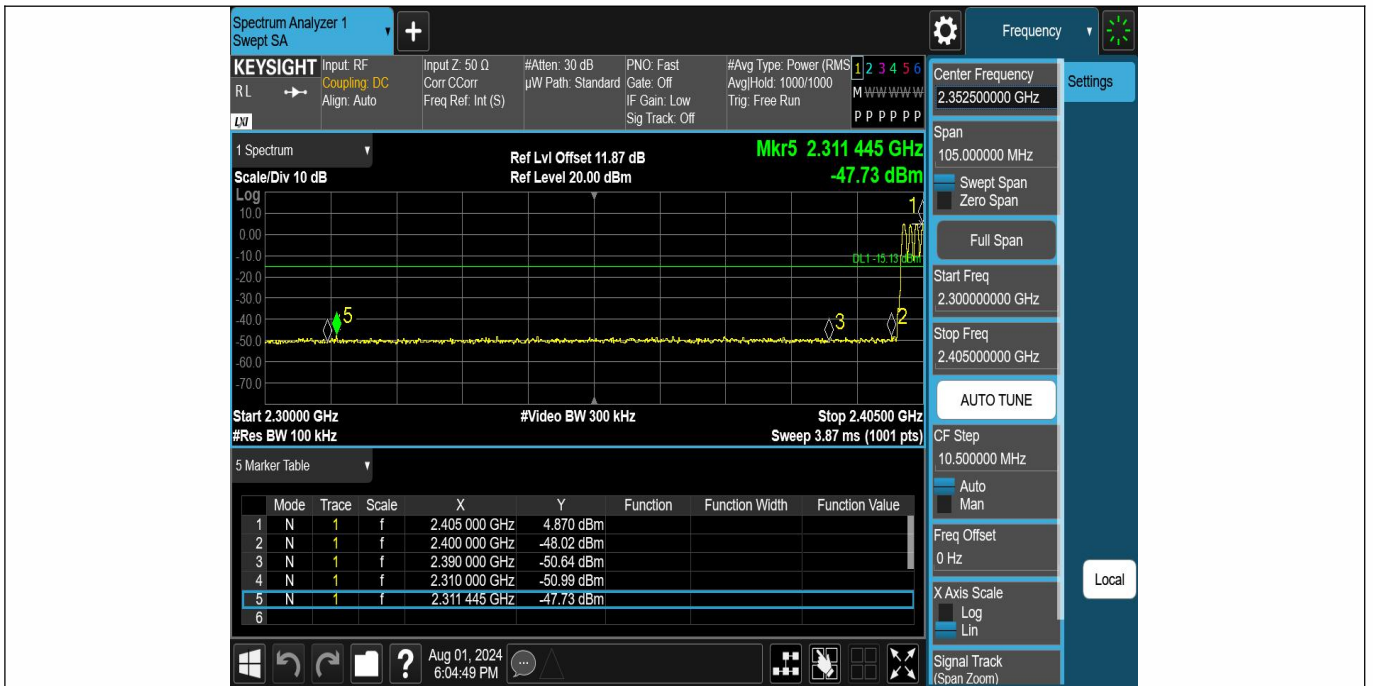 Spectrum Analyzer 1
Swept SA
+
Frequency
KEYSIGHT
RL
LXI
Input: RF
Coupling: DC
Align: Auto
Input Z: 50 Ω
Corr CCorr
Freq Ref: Int (S)
#Atten: 30 dB
µW Path: Standard
PNO: Fast
Gate: Off
IF Gain: Low
Sig Track: Off
#Avg Type: Power (RMS
Avg|Hold: 1000/1000
Trig: Free Run
1 2 3 4 5 6
M W W W W W
P P P P P P
1 Spectrum
Scale/Div 10 dB
Ref Lvl Offset 11.87 dB
Ref Level 20.00 dBm
Mkr5 2.311 445 GHz
-47.73 dBm
Log
10.0
0.00
-10.0
-20.0
-30.0
-40.0
-50.0
-60.0
-70.0
1
DL1 -15.13 dBm
5
3
2
Start 2.30000 GHz
#Video BW 300 kHz
Stop 2.40500 GHz
#Res BW 100 kHz
Sweep 3.87 ms (1001 pts)
5 Marker Table
Mode Trace Scale X Y Function Function Width Function Value
1 N 1 f 2.405 000 GHz 4.870 dBm
2 N 1 f 2.400 000 GHz -48.02 dBm
3 N 1 f 2.390 000 GHz -50.64 dBm
4 N 1 f 2.310 000 GHz -50.99 dBm
5 N 1 f 2.311 445 GHz -47.73 dBm
6
?
Aug 01, 2024
6:04:49 PM
Center Frequency
2.352500000 GHz
Settings
Span
105.000000 MHz
Swept Span
Zero Span
Full Span
Start Freq
2.300000000 GHz
Stop Freq
2.405000000 GHz
AUTO TUNE
CF Step
10.500000 MHz
Auto
Man
Freq Offset
0 Hz
Local
X Axis Scale
Log
Lin
Signal Track
(Span Zoom)